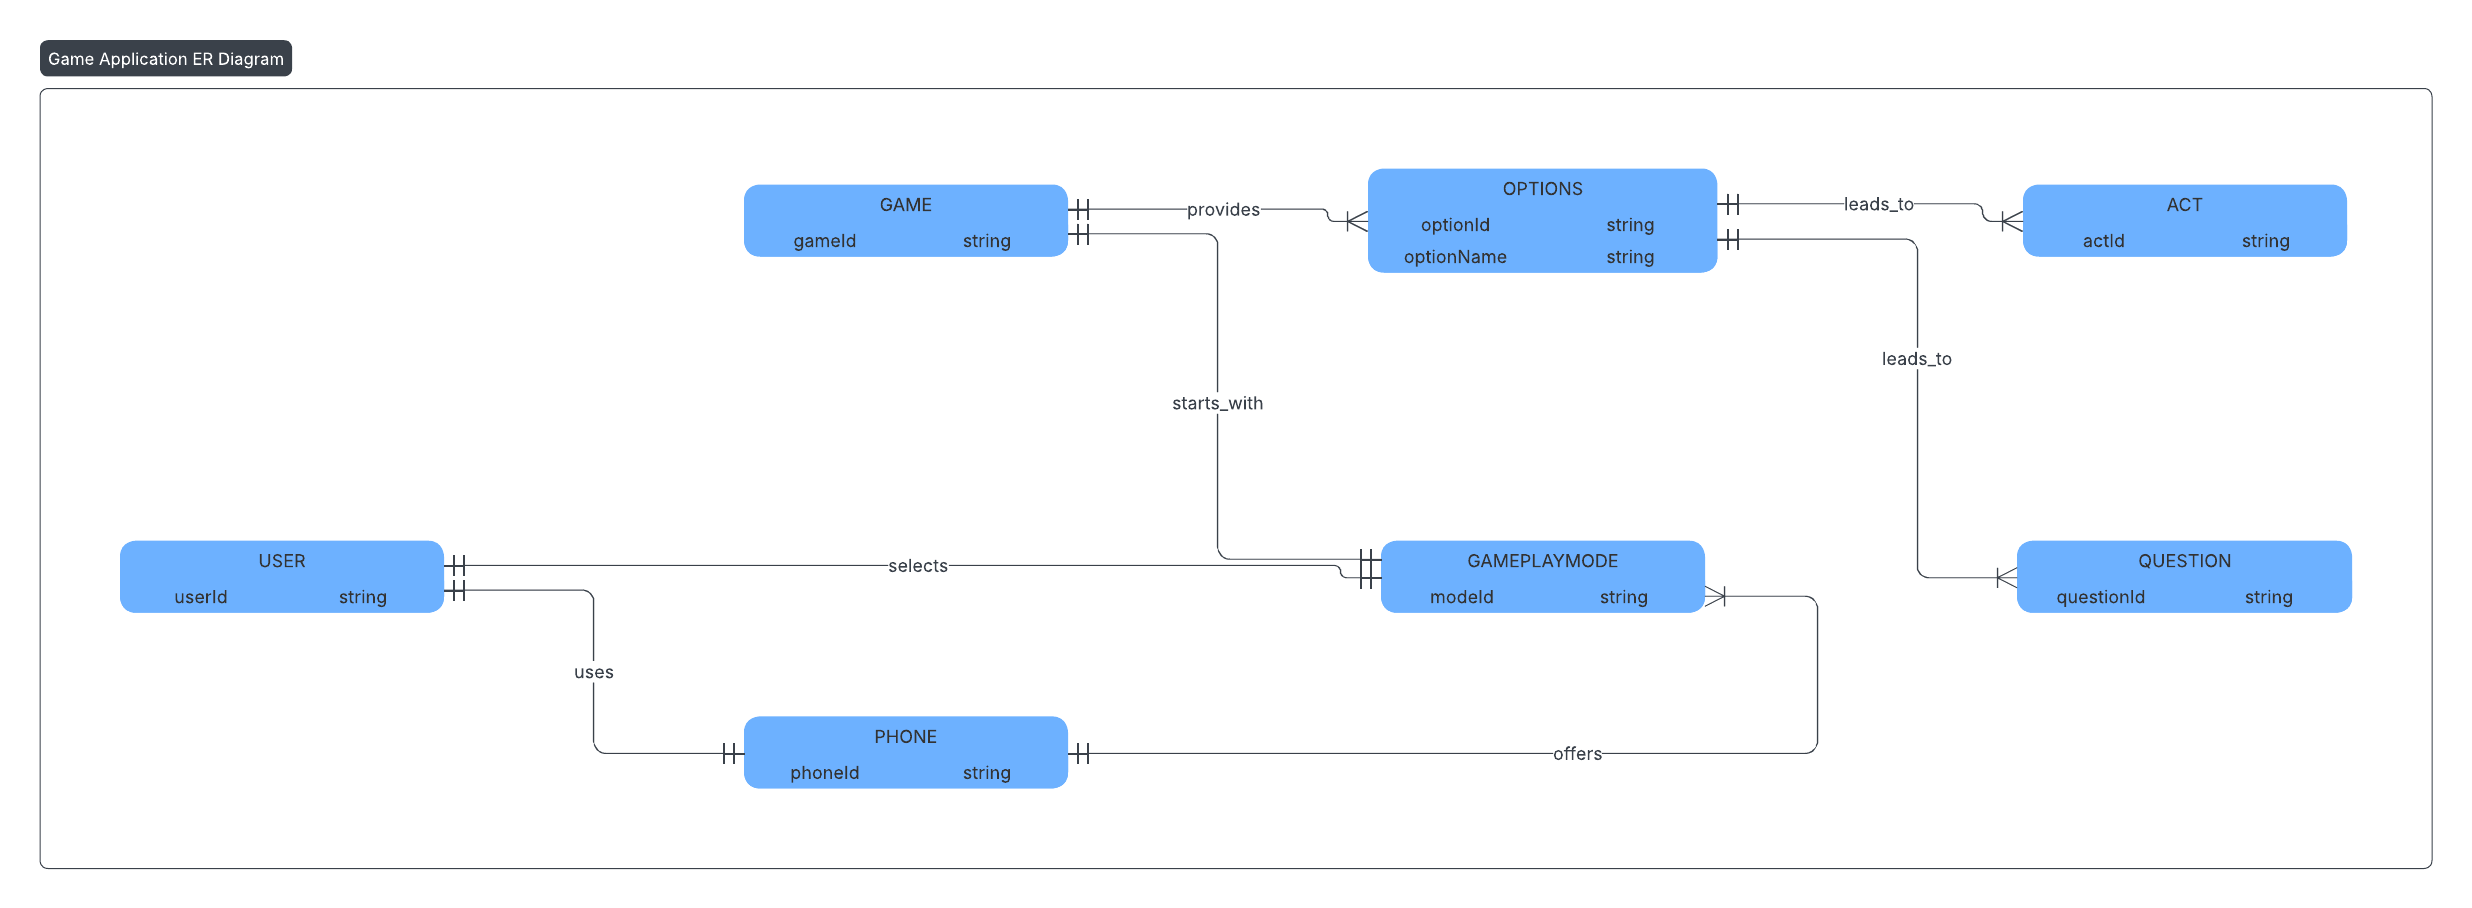 Game Application ER Diagram
GAME
gameId string
provides
OPTIONS
optionId string
optionName string
leads_to
ACT
actId string
leads_to
starts_with
USER
userId string
selects
GAMEPLAYMODE
modeId string
QUESTION
questionId string
uses
PHONE
phoneId string
offers